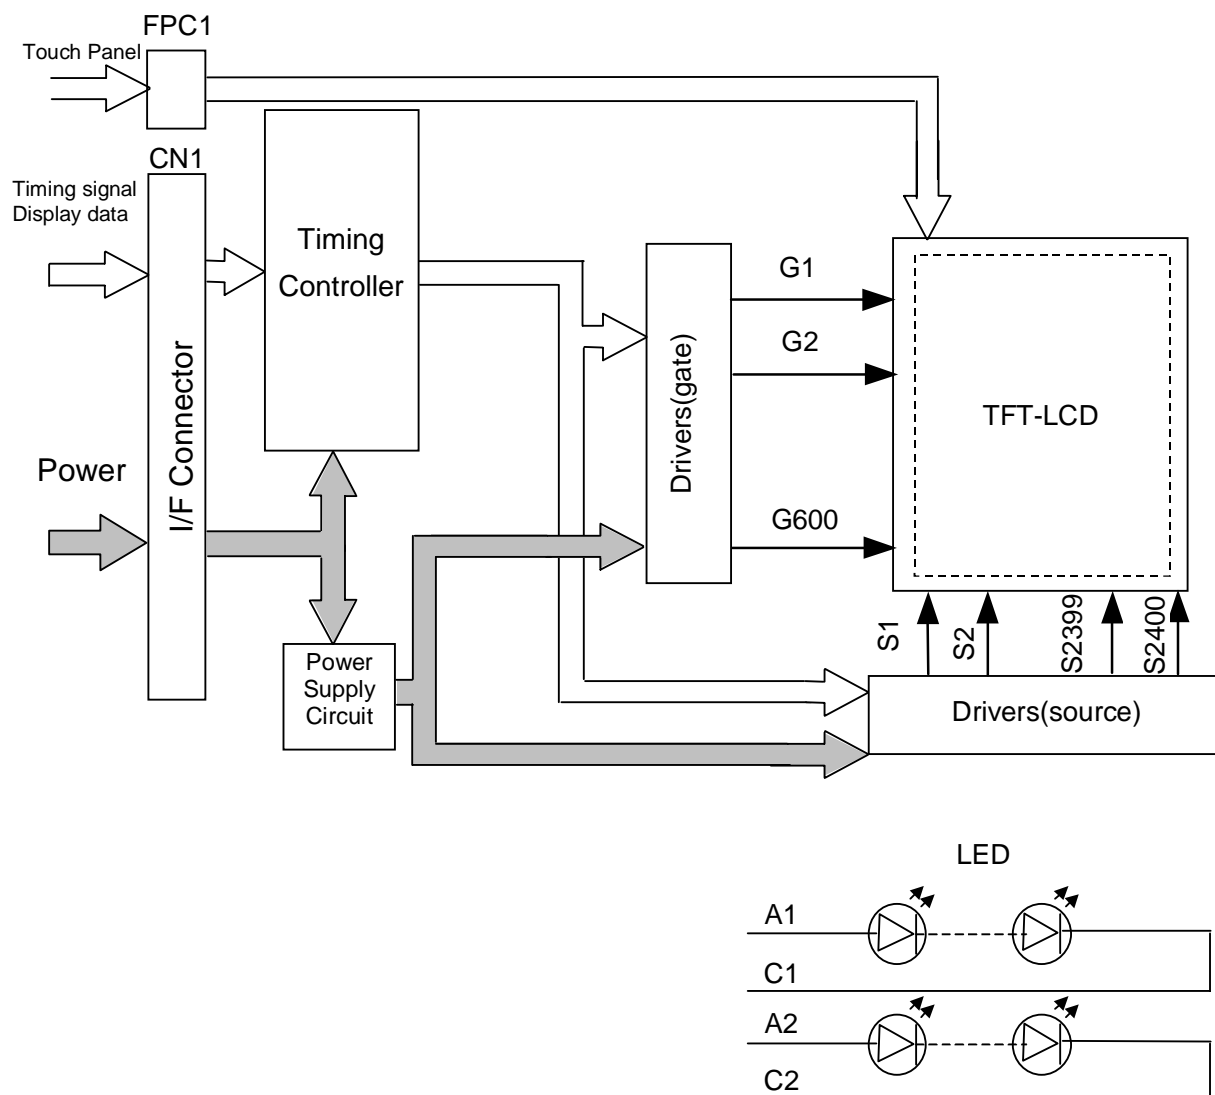 FPC1
Touch Panel
CN1
Timing signal
Display data
Timing
Controller
I/F Connector
Power
Power
Supply
Circuit
Drivers(gate)
G1
G2
G600
TFT-LCD
S1
S2
S2399
S2400
Drivers(source)
LED
A1
C1
A2
C2